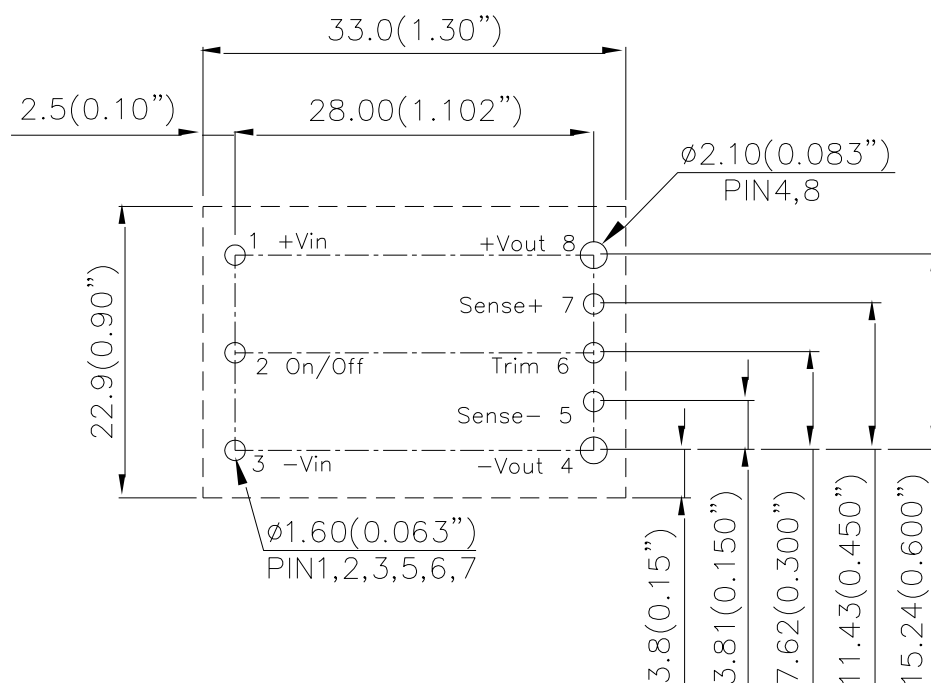 33.0(1.30”)
2.5(0.10”)
28.00(1.102”)
ø2.10(0.083”)
PIN4,8
1 +Vin
+Vout 8
Sense+ 7
22.9(0.90”)
2 On/Off
Trim 6
Sense− 5
3 −Vin
−Vout 4
ø1.60(0.063”)
PIN1,2,3,5,6,7
3.8(0.15”)
3.81(0.150”)
7.62(0.300”)
11.43(0.450”)
15.24(0.600”)